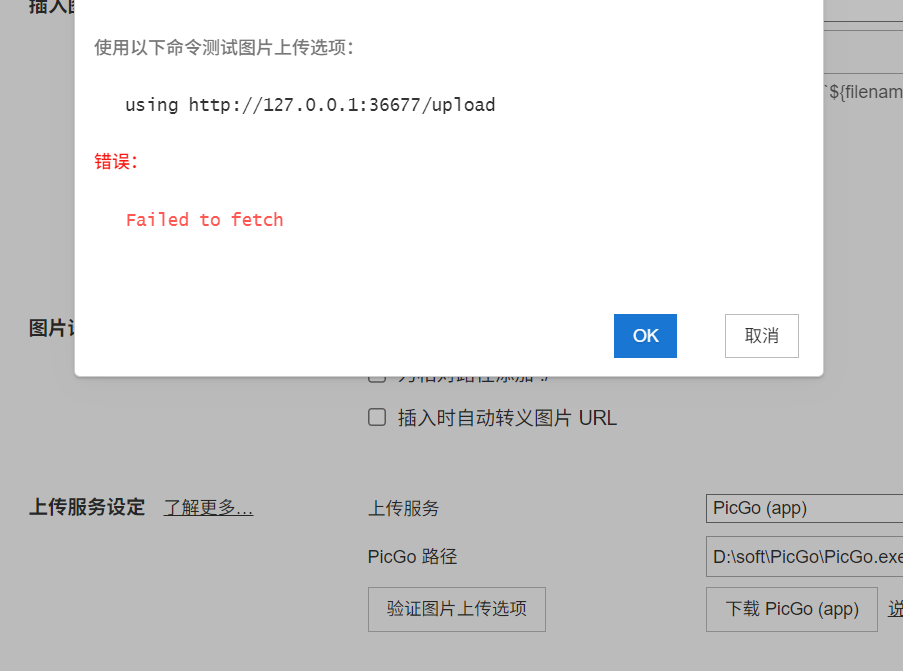 插入
使用以下命令测试图片上传选项：
using http://127.0.0.1:36677/upload
`${filenam
错误：
Failed to fetch
图片
OK
取消
插入时自动转义图片 URL
上传服务设定 了解更多…
上传服务
PicGo (app)
PicGo 路径
D:\soft\PicGo\PicGo.exe
验证图片上传选项
下载 PicGo (app)
说